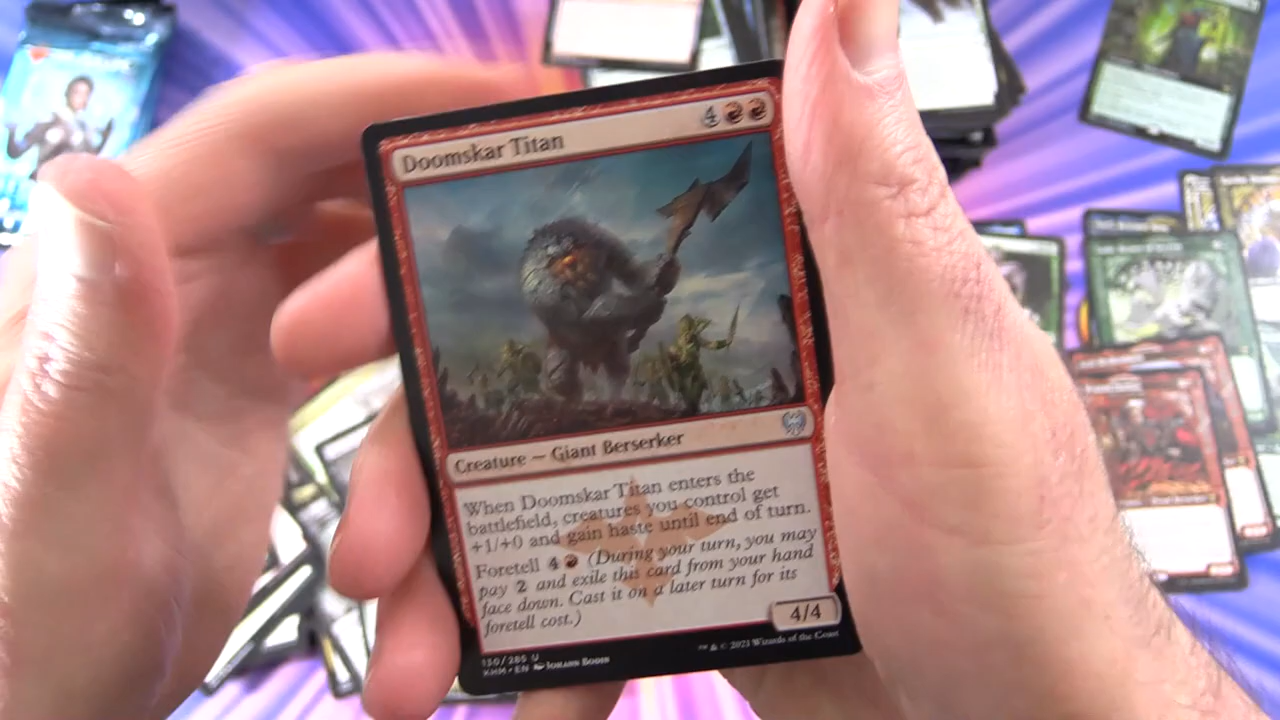 Doomskar Titan 4
Creature — Giant Berserker
When Doomskar Titan enters the
battlefield, creatures you control get
+1/+0 and gain haste until end of turn.
Foretell 4 (During your turn, you may
pay 2 and exile this card from your hand
face down. Cast it on a later turn for its
foretell cost.)
4/4
130/285 U
KHM • EN Johann Bodin
™ & © 2021 Wizards of the Coast